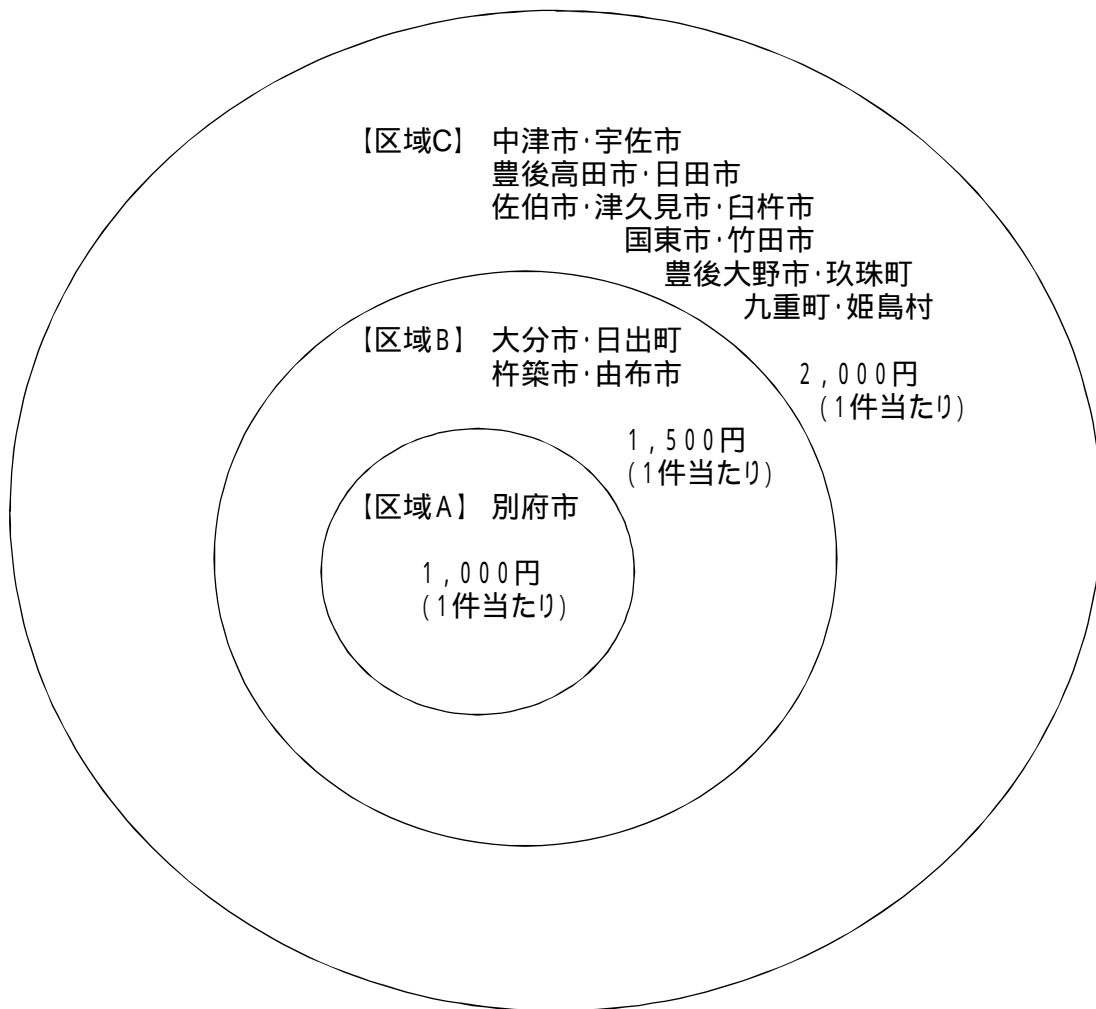 【区域C】 中津市・宇佐市
豊後高田市・日田市
佐伯市・津久見市・臼杵市
国東市・竹田市
豊後大野市・玖珠町
九重町・姫島村
2,000円
(1件当たり)
【区域B】 大分市・日出町
杵築市・由布市
1,500円
(1件当たり)
【区域A】 別府市
1,000円
(1件当たり)